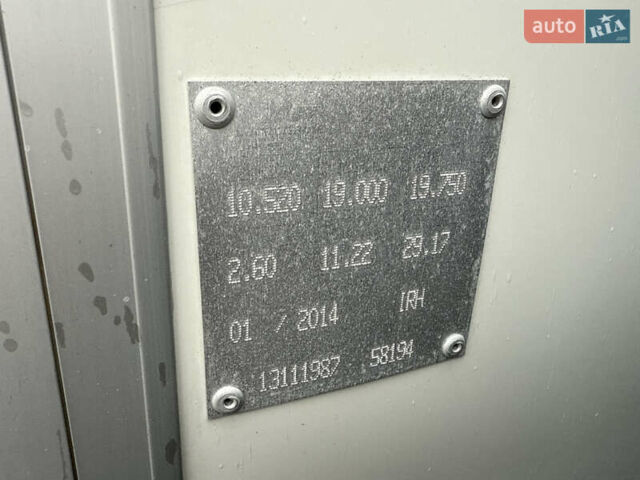 auto RIA.com
10.520 19.000 19.750
2.60 11.22 29.17
01 / 2014 IRH
13111987 58194